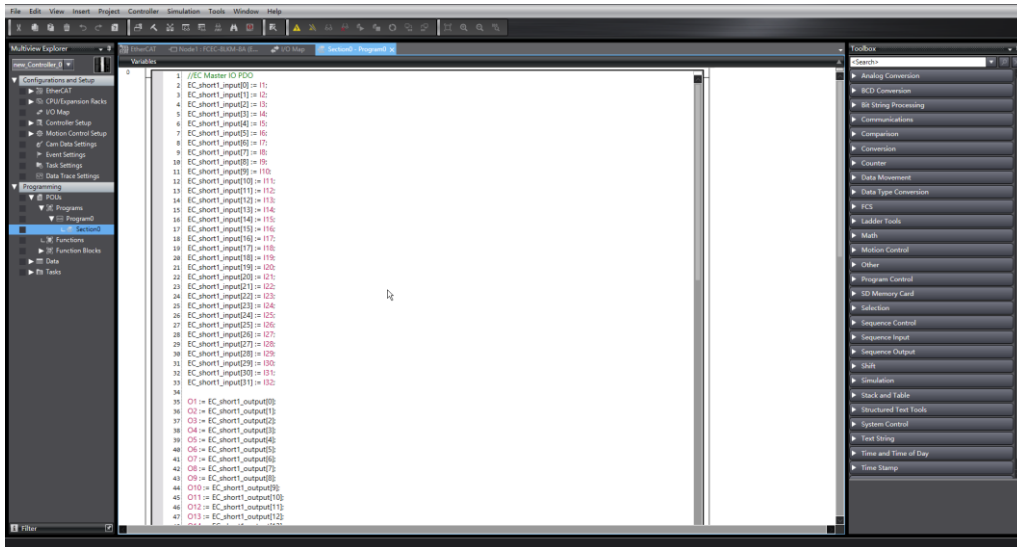 File Edit View Insert Project Controller Simulation Tools Window Help
Multiview Explorer
new_Controller_0
Configurations and Setup
EtherCAT
CPU/Expansion Racks
I/O Map
Controller Setup
Motion Control Setup
Cam Data Settings
Event Settings
Task Settings
Data Trace Settings
Programming
POUs
Programs
Program0
Section0
Functions
Function Blocks
Data
Tasks
Filter
EtherCAT Node1 : FCEC-8LKM-8A (E... I/O Map Section0 - Program0 x
Variables
0
1 //EC Master IO PDO
2 EC_short1_input[0] := I1;
3 EC_short1_input[1] := I2;
4 EC_short1_input[2] := I3;
5 EC_short1_input[3] := I4;
6 EC_short1_input[4] := I5;
7 EC_short1_input[5] := I6;
8 EC_short1_input[6] := I7;
9 EC_short1_input[7] := I8;
10 EC_short1_input[8] := I9;
11 EC_short1_input[9] := I10;
12 EC_short1_input[10] := I11;
13 EC_short1_input[11] := I12;
14 EC_short1_input[12] := I13;
15 EC_short1_input[13] := I14;
16 EC_short1_input[14] := I15;
17 EC_short1_input[15] := I16;
18 EC_short1_input[16] := I17;
19 EC_short1_input[17] := I18;
20 EC_short1_input[18] := I19;
21 EC_short1_input[19] := I20;
22 EC_short1_input[20] := I21;
23 EC_short1_input[21] := I22;
24 EC_short1_input[22] := I23;
25 EC_short1_input[23] := I24;
26 EC_short1_input[24] := I25;
27 EC_short1_input[25] := I26;
28 EC_short1_input[26] := I27;
29 EC_short1_input[27] := I28;
30 EC_short1_input[28] := I29;
31 EC_short1_input[29] := I30;
32 EC_short1_input[30] := I31;
33 EC_short1_input[31] := I32;
34
35 O1 := EC_short1_output[0];
36 O2 := EC_short1_output[1];
37 O3 := EC_short1_output[2];
38 O4 := EC_short1_output[3];
39 O5 := EC_short1_output[4];
40 O6 := EC_short1_output[5];
41 O7 := EC_short1_output[6];
42 O8 := EC_short1_output[7];
43 O9 := EC_short1_output[8];
44 O10 := EC_short1_output[9];
45 O11 := EC_short1_output[10];
46 O12 := EC_short1_output[11];
47 O13 := EC_short1_output[12];
Toolbox
<Search>
Analog Conversion
BCD Conversion
Bit String Processing
Communications
Comparison
Conversion
Counter
Data Movement
Data Type Conversion
FCS
Ladder Tools
Math
Motion Control
Other
Program Control
SD Memory Card
Selection
Sequence Control
Sequence Input
Sequence Output
Shift
Simulation
Stack and Table
Structured Text Tools
System Control
Text String
Time and Time of Day
Time Stamp